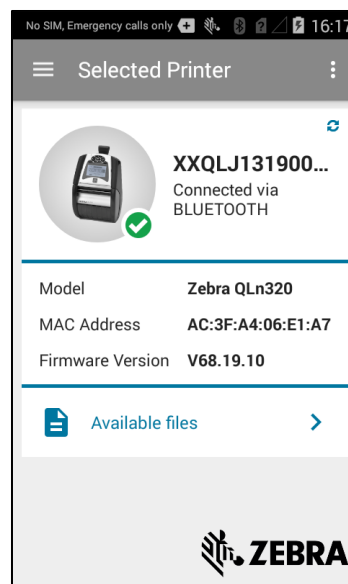 No SIM, Emergency calls only 16:17
Selected Printer
XXQLJ131900...
Connected via
BLUETOOTH
Model Zebra QLn320
MAC Address AC:3F:A4:06:E1:A7
Firmware Version V68.19.10
Available files
ZEBRA